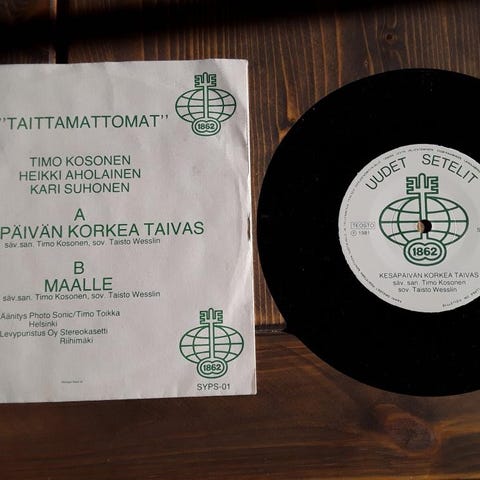 "TAITTAMATTOMAT"
1862
TIMO KOSONEN
HEIKKI AHOLAINEN
KARI SUHONEN
A
PÄIVÄN KORKEA TAIVAS
säv.san. Timo Kosonen, sov. Taisto Wesslin
B
MAALLE
säv.san. Timo Kosonen, sov. Taisto Wesslin
Äänitys Photo Sonic/Timo Toikka
Helsinki
Levypuristus Oy Stereokasetti
Riihimäki
1862
SYPS-01
UUDET SETELIT
TEOSTO
℗ 1981
S
1862
KESÄPÄIVÄN KORKEA TAIVAS
säv. san. Timo Kosonen
sov. Taisto Wesslin